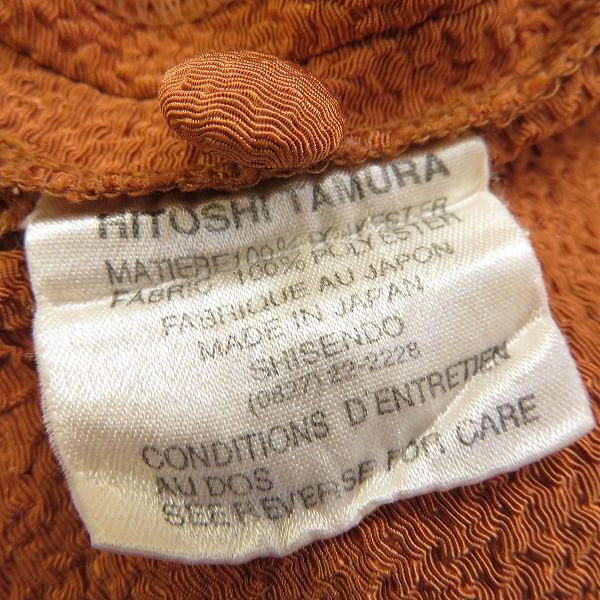 HITOSHI TAMURA
MATIERE 100% POLYESTER
FABRIC 100% POLYESTER
FABRIQUE AU JAPON
MADE IN JAPAN
SHISENDO
(0827) 22-2228
CONDITIONS D'ENTRETIEN
AU DOS
SEE REVERSE FOR CARE